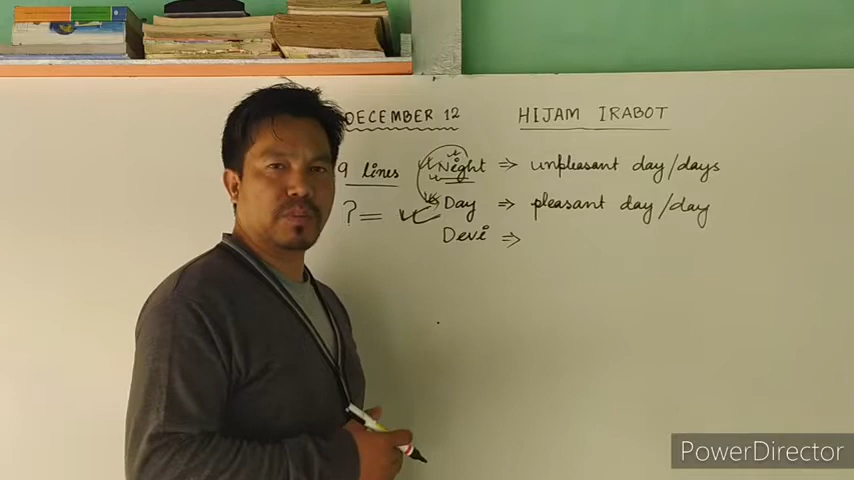 DECEMBER 12 HIJAM IRABOT
9 lines
Night ⇒ unpleasant day/days
? = Day ⇒ pleasant day/day
Devi ⇒
PowerDirector